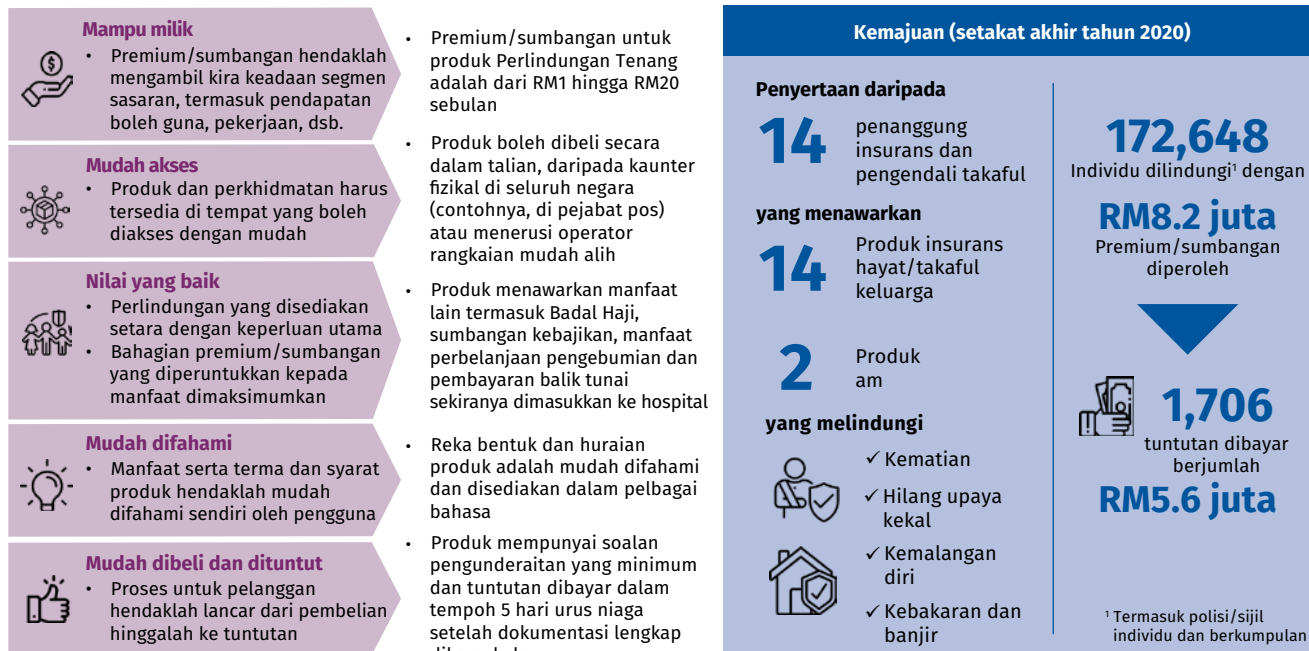 Mampu milik
• Premium/sumbangan hendaklah
mengambil kira keadaan segmen
sasaran, termasuk pendapatan
boleh guna, pekerjaan, dsb.
• Premium/sumbangan untuk
produk Perlindungan Tenang
adalah dari RM1 hingga RM20
sebulan
Mudah akses
• Produk dan perkhidmatan harus
tersedia di tempat yang boleh
diakses dengan mudah
• Produk boleh dibeli secara
dalam talian, daripada kaunter
fizikal di seluruh negara
(contohnya, di pejabat pos)
atau menerusi operator
rangkaian mudah alih
Nilai yang baik
• Perlindungan yang disediakan
setara dengan keperluan utama
• Bahagian premium/sumbangan
yang diperuntukkan kepada
manfaat dimaksimumkan
• Produk menawarkan manfaat
lain termasuk Badal Haji,
sumbangan kebajikan, manfaat
perbelanjaan pengebumian dan
pembayaran balik tunai
sekiranya dimasukkan ke hospital
Mudah difahami
• Manfaat serta terma dan syarat
produk hendaklah mudah
difahami sendiri oleh pengguna
• Reka bentuk dan huraian
produk adalah mudah difahami
dan disediakan dalam pelbagai
bahasa
Mudah dibeli dan dituntut
• Proses untuk pelanggan
hendaklah lancar dari pembelian
hinggalah ke tuntutan
• Produk mempunyai soalan
pengunderaitan yang minimum
dan tuntutan dibayar dalam
tempoh 5 hari urus niaga
setelah dokumentasi lengkap
Kemajuan (setakat akhir tahun 2020)
Penyertaan daripada
14
penanggung
insurans dan
pengendali takaful
yang menawarkan
14
Produk insurans
hayat/takaful
keluarga
2
Produk
am
yang melindungi
✓ Kematian
✓ Hilang upaya
kekal
✓ Kemalangan
diri
✓ Kebakaran dan
banjir
172,648
Individu dilindungi¹ dengan
RM8.2 juta
Premium/sumbangan
diperoleh
1,706
tuntutan dibayar
berjumlah
RM5.6 juta
¹ Termasuk polisi/sijil
individu dan berkumpulan